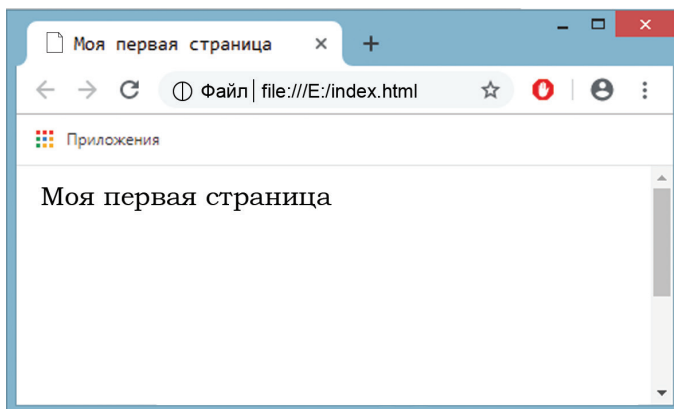 Моя первая страница
Файл file:///E:/index.html
Приложения
Моя первая страница